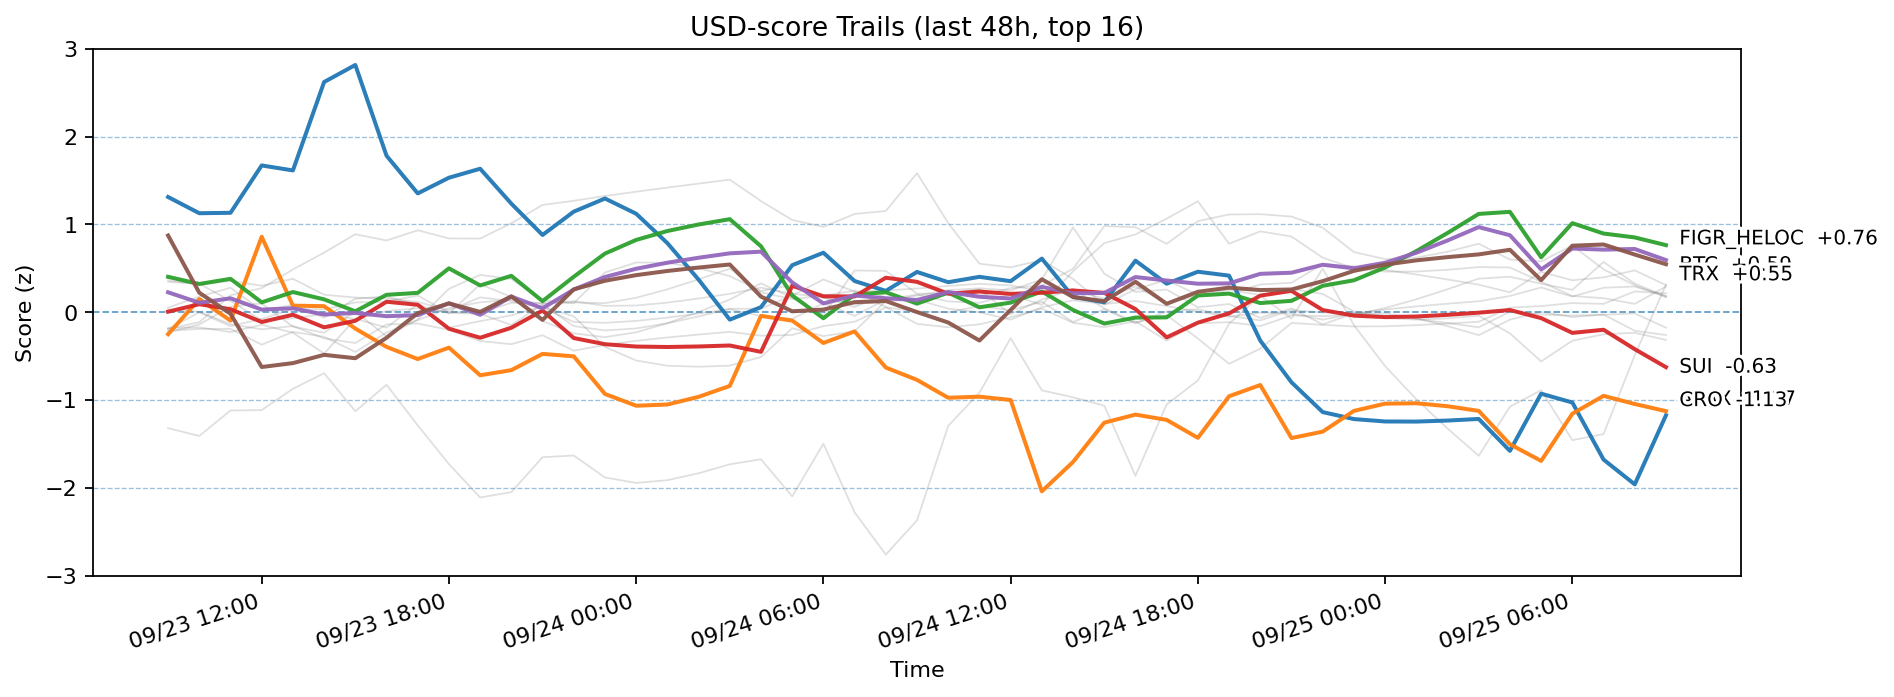 USD-score Trails (last 48h, top 16)
Score (z)
3
2
1
0
−1
−2
−3
FIGR_HELOC +0.76
TRX +0.55
SUI -0.63
09/23 12:00
09/23 18:00
09/24 00:00
09/24 06:00
09/24 12:00
09/24 18:00
09/25 00:00
09/25 06:00
Time